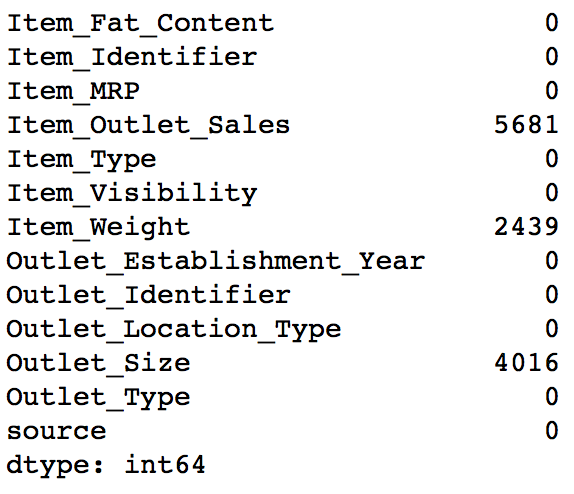 Item_Fat_Content 0
Item_Identifier 0
Item_MRP 0
Item_Outlet_Sales 5681
Item_Type 0
Item_Visibility 0
Item_Weight 2439
Outlet_Establishment_Year 0
Outlet_Identifier 0
Outlet_Location_Type 0
Outlet_Size 4016
Outlet_Type 0
source 0
dtype: int64